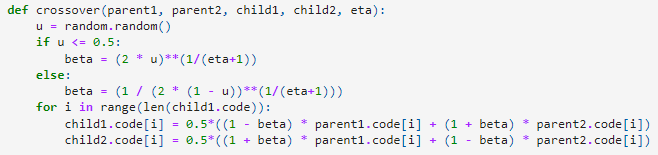 def crossover(parent1, parent2, child1, child2, eta):
    u = random.random()
    if u <= 0.5:
        beta = (2 * u)**(1/(eta+1))
    else:
        beta = (1 / (2 * (1 - u))**(1/(eta+1)))
    for i in range(len(child1.code)):
        child1.code[i] = 0.5*((1 - beta) * parent1.code[i] + (1 + beta) * parent2.code[i])
        child2.code[i] = 0.5*((1 + beta) * parent1.code[i] + (1 - beta) * parent2.code[i])